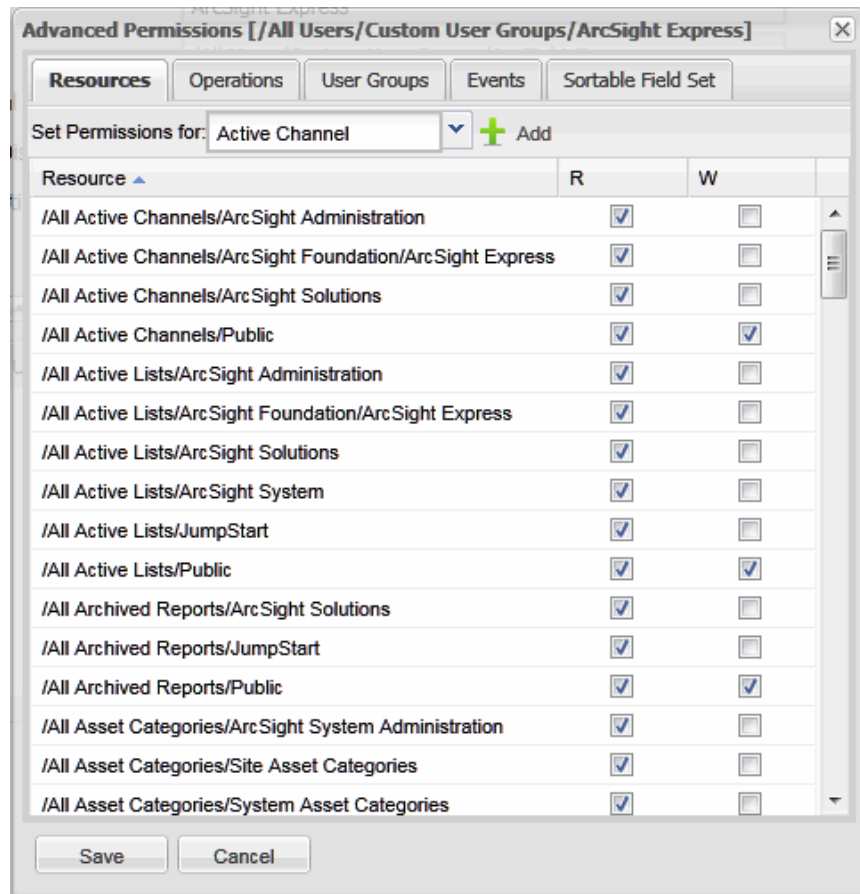 ArcSight Express
Advanced Permissions [/All Users/Custom User Groups/ArcSight Express]
Resources Operations User Groups Events Sortable Field Set
Set Permissions for: Active Channel Add
Resource R W
/All Active Channels/ArcSight Administration
/All Active Channels/ArcSight Foundation/ArcSight Express
/All Active Channels/ArcSight Solutions
/All Active Channels/Public
/All Active Lists/ArcSight Administration
/All Active Lists/ArcSight Foundation/ArcSight Express
/All Active Lists/ArcSight Solutions
/All Active Lists/ArcSight System
/All Active Lists/JumpStart
/All Active Lists/Public
/All Archived Reports/ArcSight Solutions
/All Archived Reports/JumpStart
/All Archived Reports/Public
/All Asset Categories/ArcSight System Administration
/All Asset Categories/Site Asset Categories
/All Asset Categories/System Asset Categories
Save Cancel